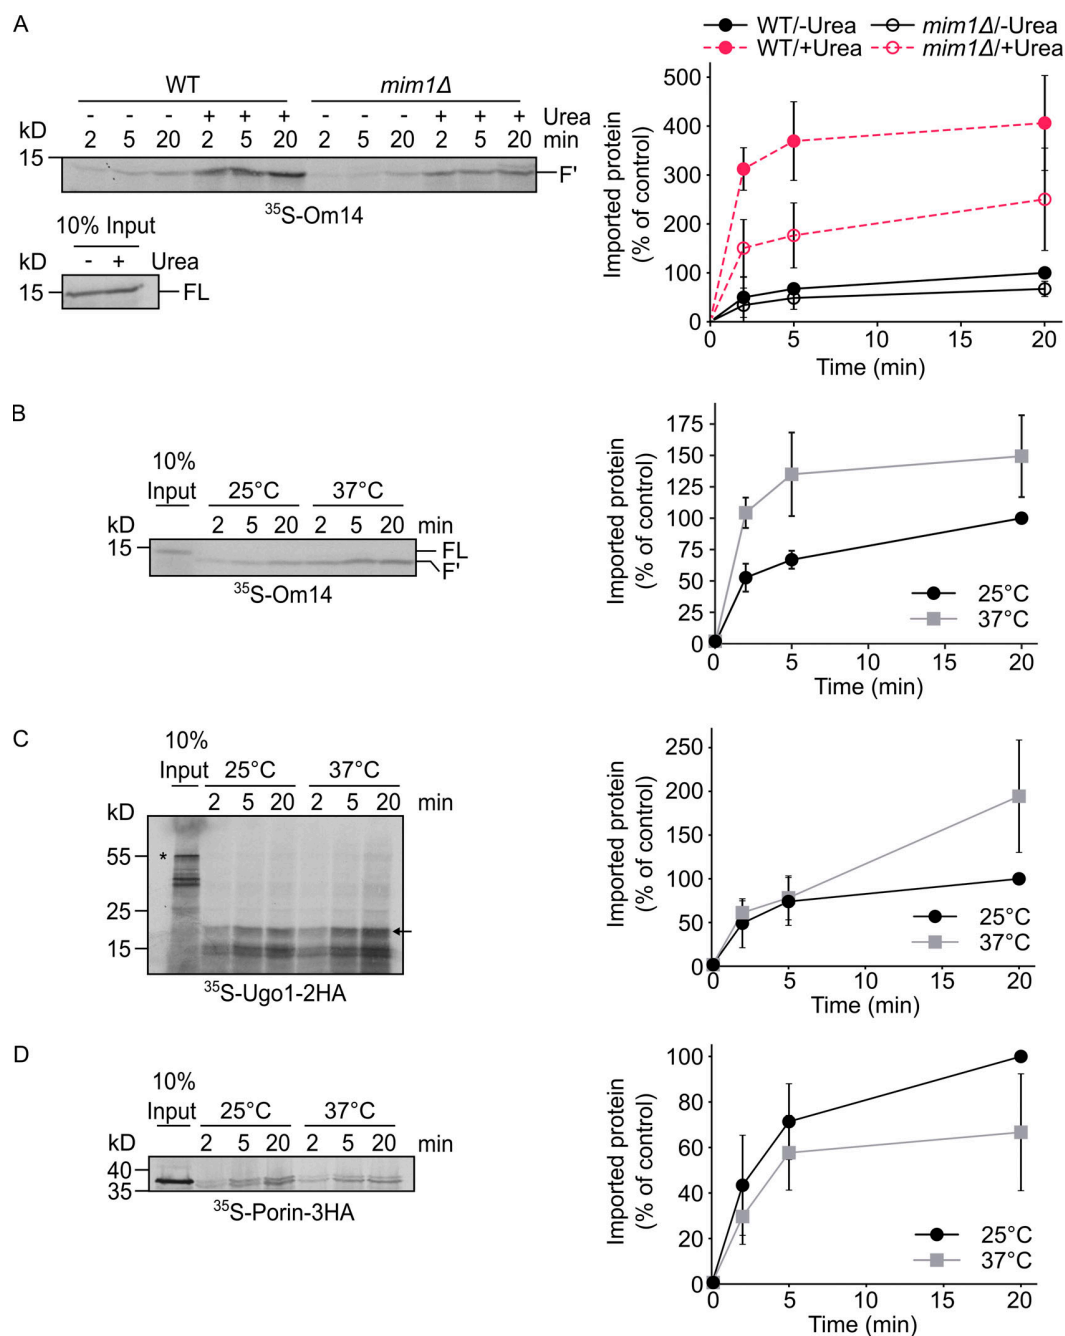 A
WT/-Urea mim1Δ/-Urea
WT/+Urea mim1Δ/+Urea
WT mim1Δ
- - - + + + - - - + + + Urea
kD 2 5 20 2 5 20 2 5 20 2 5 20 min
15 F'
³⁵S-Om14
10% Input
kD - + Urea
15 FL
Imported protein
(% of control)
500
400
300
200
100
0
0 5 10 15 20
Time (min)
B
10%
Input 25°C 37°C
kD 2 5 20 2 5 20 min
15 FL
F'
³⁵S-Om14
Imported protein
(% of control)
175
150
125
100
75
50
25
0
0 5 10 15 20
25°C
37°C
Time (min)
C
10%
Input 25°C 37°C
kD 2 5 20 2 5 20 min
55 *
25
15
³⁵S-Ugo1-2HA
Imported protein
(% of control)
250
200
150
100
50
0
0 5 10 15 20
25°C
37°C
Time (min)
D
10%
Input 25°C 37°C
kD 2 5 20 2 5 20 min
40
35
³⁵S-Porin-3HA
Imported protein
(% of control)
100
80
60
40
20
0
0 5 10 15 20
25°C
37°C
Time (min)